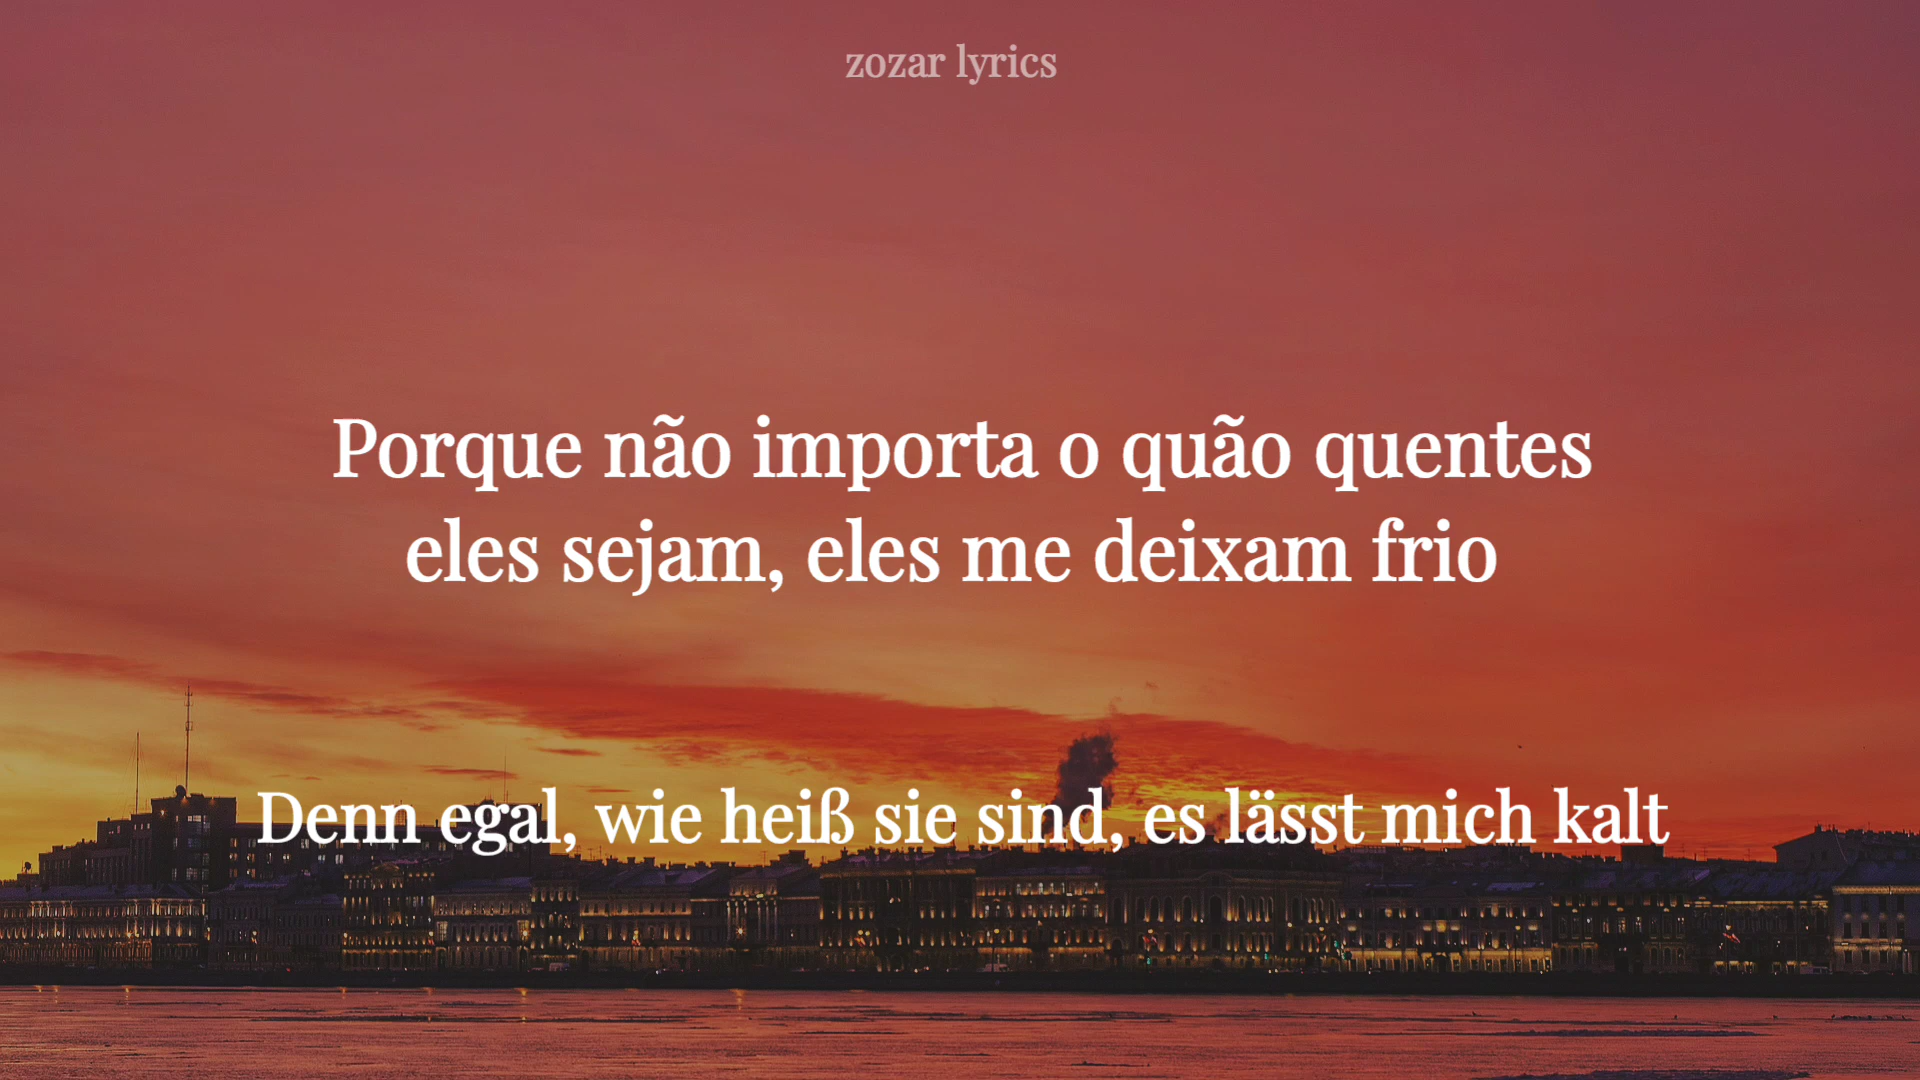 zozar lyrics
Porque não importa o quão quentes
eles sejam, eles me deixam frio
Denn egal, wie heiß sie sind, es lässt mich kalt